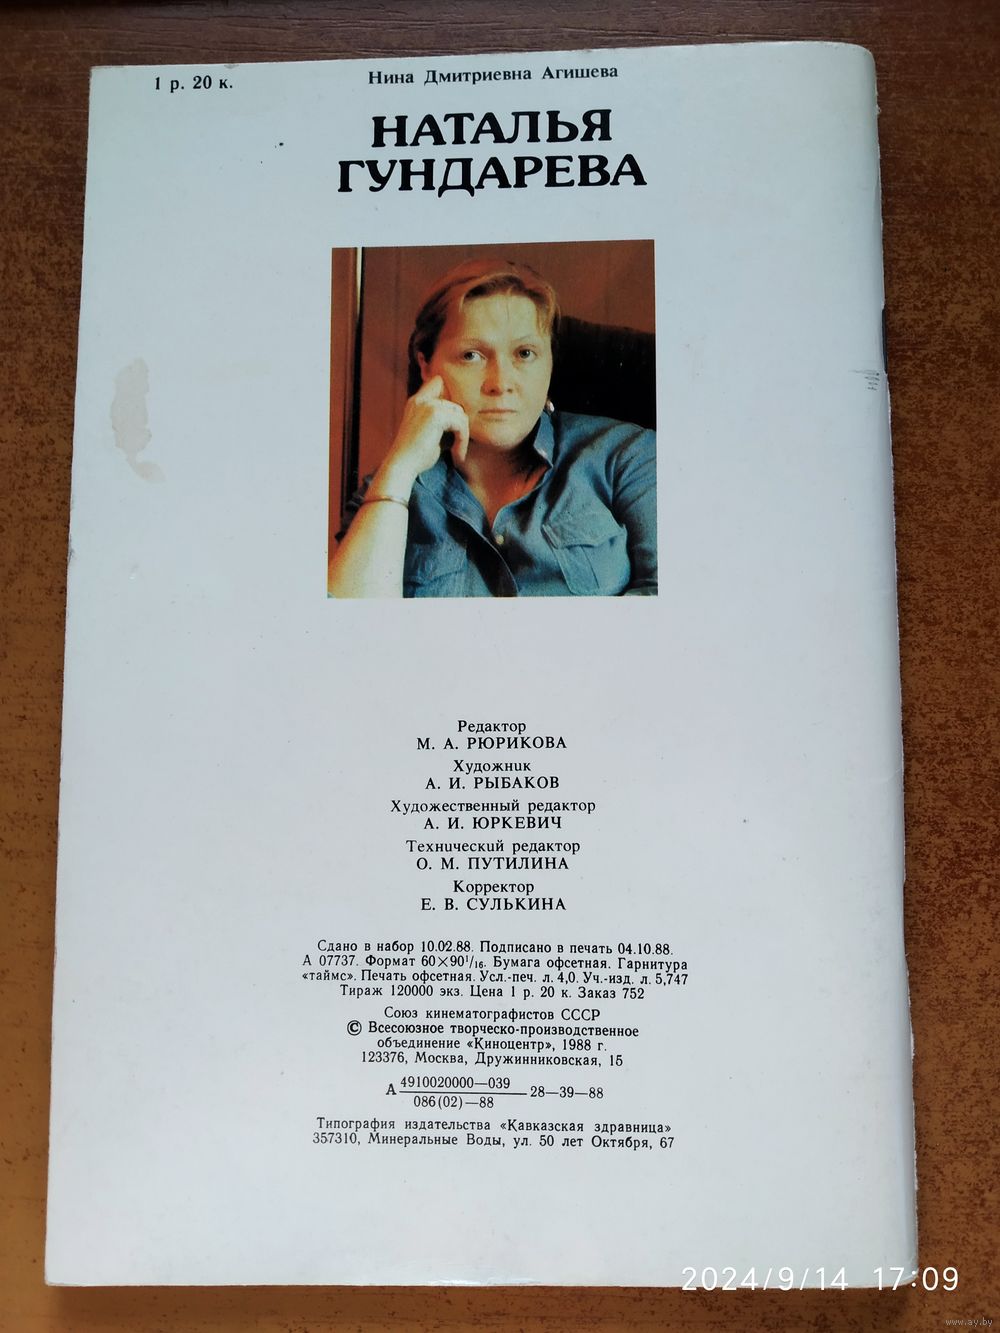 1 р. 20 к.
Нина Дмитриевна Агишева
НАТАЛЬЯ
ГУНДАРЕВА
Редактор
М. А. РЮРИКОВА
Художник
А. И. РЫБАКОВ
Художественный редактор
А. И. ЮРКЕВИЧ
Технический редактор
О. М. ПУТИЛИНА
Корректор
Е. В. СУЛЬКИНА
Сдано в набор 10.02.88. Подписано в печать 04.10.88.
А 07737. Формат 60×90¹/₁₆. Бумага офсетная. Гарнитура
«таймс». Печать офсетная. Усл.-печ. л. 4,0. Уч.-изд. л. 5,747
Тираж 120000 экз. Цена 1 р. 20 к. Заказ 752
Союз кинематографистов СССР
© Всесоюзное творческо-производственное
объединение «Киноцентр», 1988 г.
123376, Москва, Дружинниковская, 15
А 4910020000—039 28—39—88
086(02)—88
Типография издательства «Кавказская здравница»
357310, Минеральные Воды, ул. 50 лет Октября, 67
2024/9/14 17:09
www.ay.by